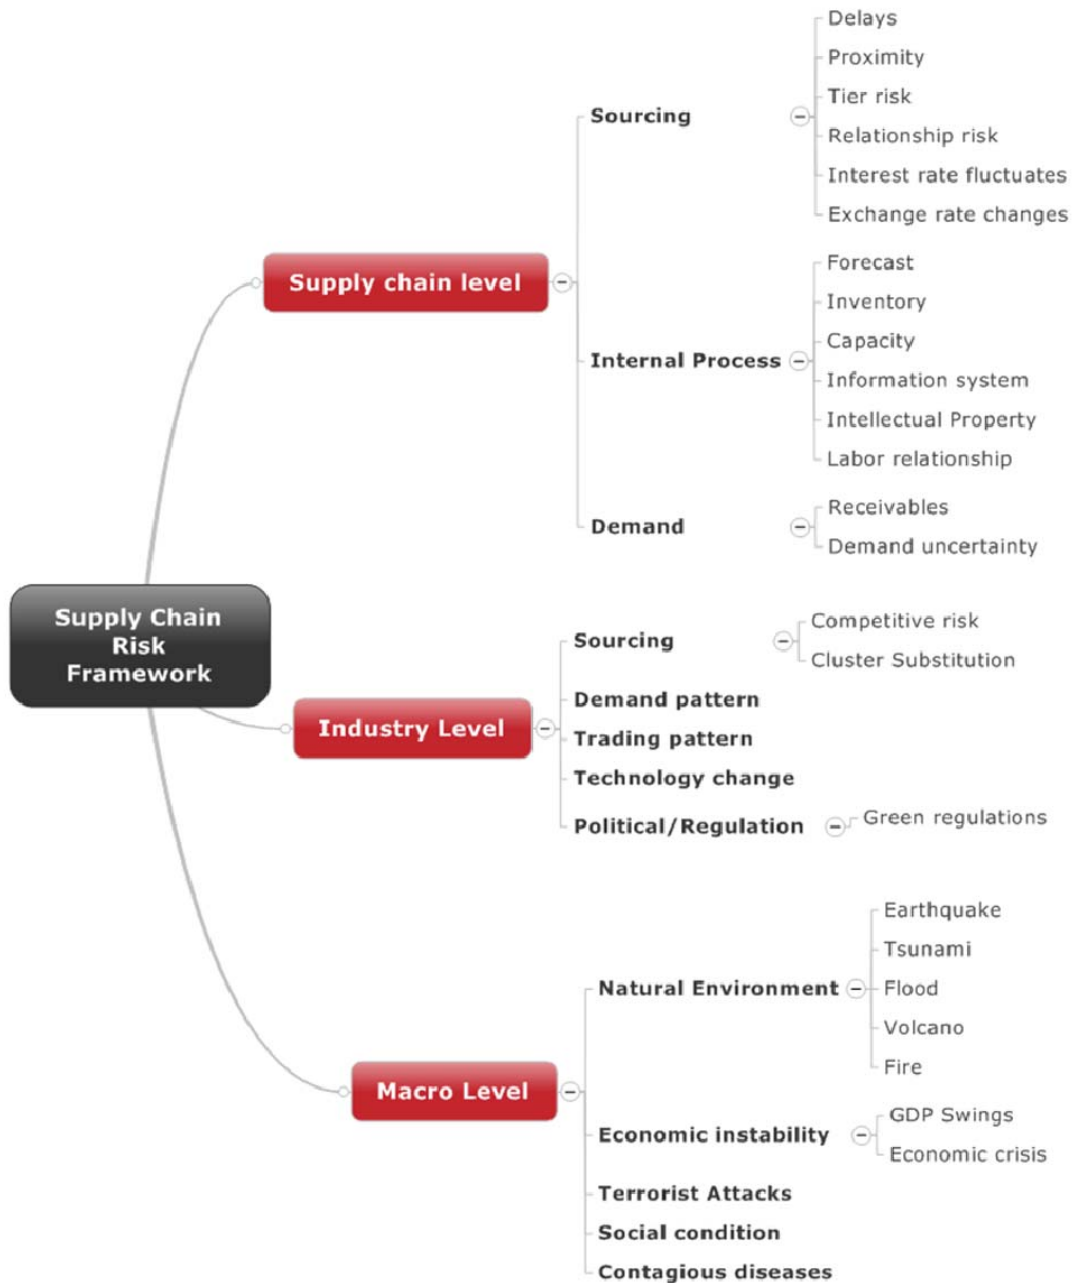 Supply Chain
Risk
Framework
Supply chain level
Sourcing
Delays
Proximity
Tier risk
Relationship risk
Interest rate fluctuates
Exchange rate changes
Internal Process
Forecast
Inventory
Capacity
Information system
Intellectual Property
Labor relationship
Demand
Receivables
Demand uncertainty
Industry Level
Sourcing
Competitive risk
Cluster Substitution
Demand pattern
Trading pattern
Technology change
Political/Regulation
Green regulations
Macro Level
Natural Environment
Earthquake
Tsunami
Flood
Volcano
Fire
Economic instability
GDP Swings
Economic crisis
Terrorist Attacks
Social condition
Contagious diseases